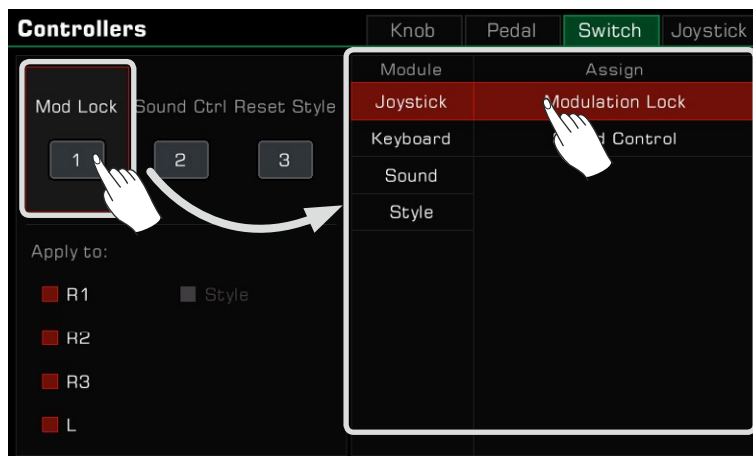 Controllers
Knob Pedal Switch Joystick
Mod Lock Sound Ctrl Reset Style
1 2 3
Apply to:
R1 Style
R2
R3
L
Module Assign
Joystick Modulation Lock
Keyboard Control
Sound
Style